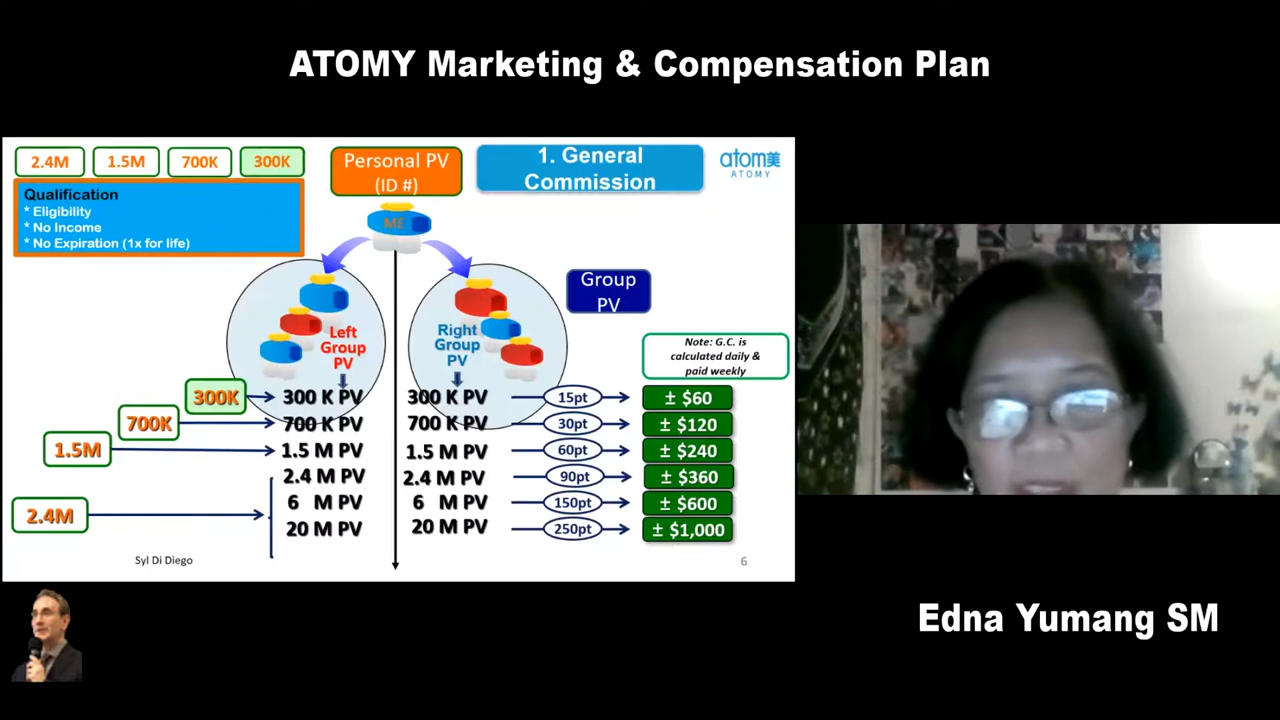 ATOMY Marketing & Compensation Plan
2.4M
1.5M
700K
300K
Personal PV
(ID #)
1. General
Commission
atom美
ATOMY
Qualification
* Eligibility
* No Income
* No Expiration (1x for life)
ME
Group
PV
Left
Group
PV
Right
Group
PV
Note: G.C. is
calculated daily &
paid weekly
300K
300 K PV
300 K PV
15pt
± $60
700K
700 K PV
700 K PV
30pt
± $120
1.5M
1.5 M PV
1.5 M PV
60pt
± $240
2.4 M PV
2.4 M PV
90pt
± $360
2.4M
6 M PV
6 M PV
150pt
± $600
20 M PV
20 M PV
250pt
± $1,000
Syl Di Diego
6
Edna Yumang SM